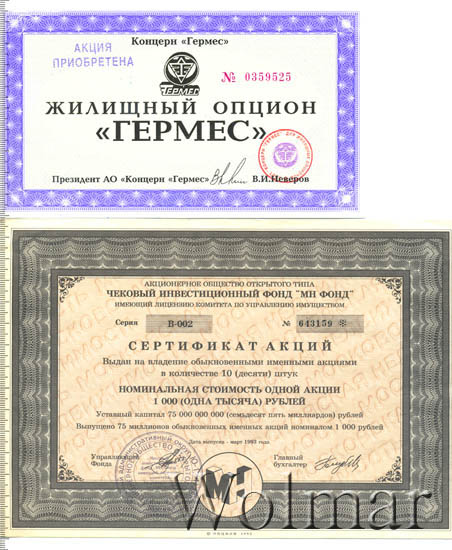 Концерн «Гермес»
АКЦИЯ
ПРИОБРЕТЕНА
ГЕРМЕС
№ 0359525
ЖИЛИЩНЫЙ ОПЦИОН
«ГЕРМЕС»
Президент АО «Концерн «Гермес» В.И.Неверов
АКЦИОНЕРНОЕ ОБЩЕСТВО ОТКРЫТОГО ТИПА
ЧЕКОВЫЙ ИНВЕСТИЦИОННЫЙ ФОНД "МН ФОНД"
ИМЕЮЩИЙ ЛИЦЕНЗИЮ КОМИТЕТА ПО УПРАВЛЕНИЮ ИМУЩЕСТВОМ
Серия В-002 № 643159
СЕРТИФИКАТ АКЦИЙ
Выдан на владение обыкновенными именными акциями
в количестве 10 (десяти) штук
НОМИНАЛЬНАЯ СТОИМОСТЬ ОДНОЙ АКЦИИ
1 000 (ОДНА ТЫСЯЧА) РУБЛЕЙ
Уставный капитал 75 000 000 000 (семьдесят пять миллиардов) рублей
Выпущено 75 миллионов обыкновенных именных акций номиналом 1 000 рублей
Дата выпуска - март 1993 года
Управляющий
Фонда
Главный
бухгалтер
Wolmar